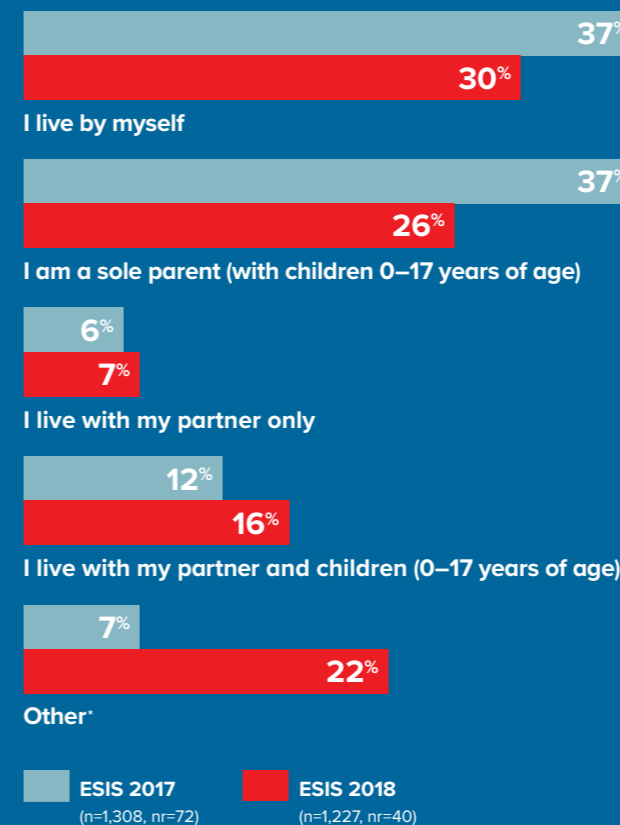 37%
30%
I live by myself
37%
26%
I am a sole parent (with children 0–17 years of age)
6%
7%
I live with my partner only
12%
16%
I live with my partner and children (0–17 years of age)
7%
22%
Other*
ESIS 2017 ESIS 2018
(n=1,308, nr=72) (n=1,227, nr=40)